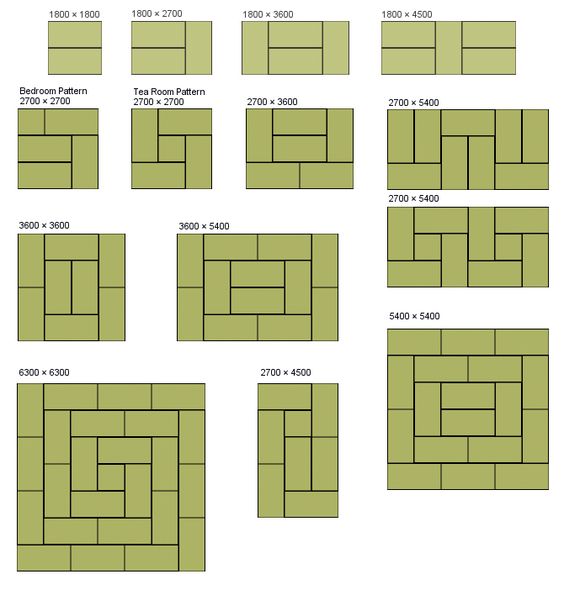 1800 × 1800
1800 × 2700
1800 × 3600
1800 × 4500
Bedroom Pattern
2700 × 2700
Tea Room Pattern
2700 × 2700
2700 × 3600
2700 × 5400
2700 × 5400
3600 × 3600
3600 × 5400
5400 × 5400
6300 × 6300
2700 × 4500